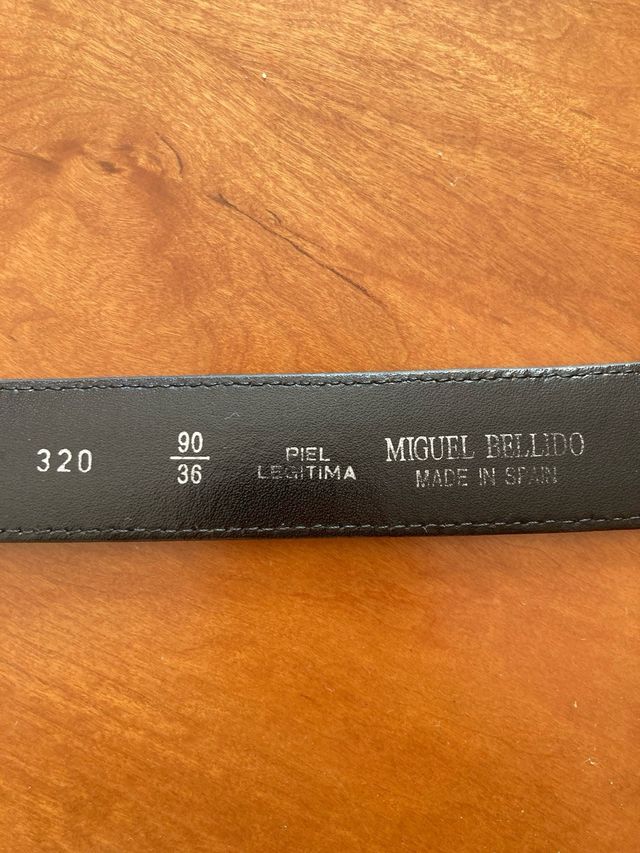 320
90
36
PIEL
LEGITIMA
MIGUEL BELLIDO
MADE IN SPAIN